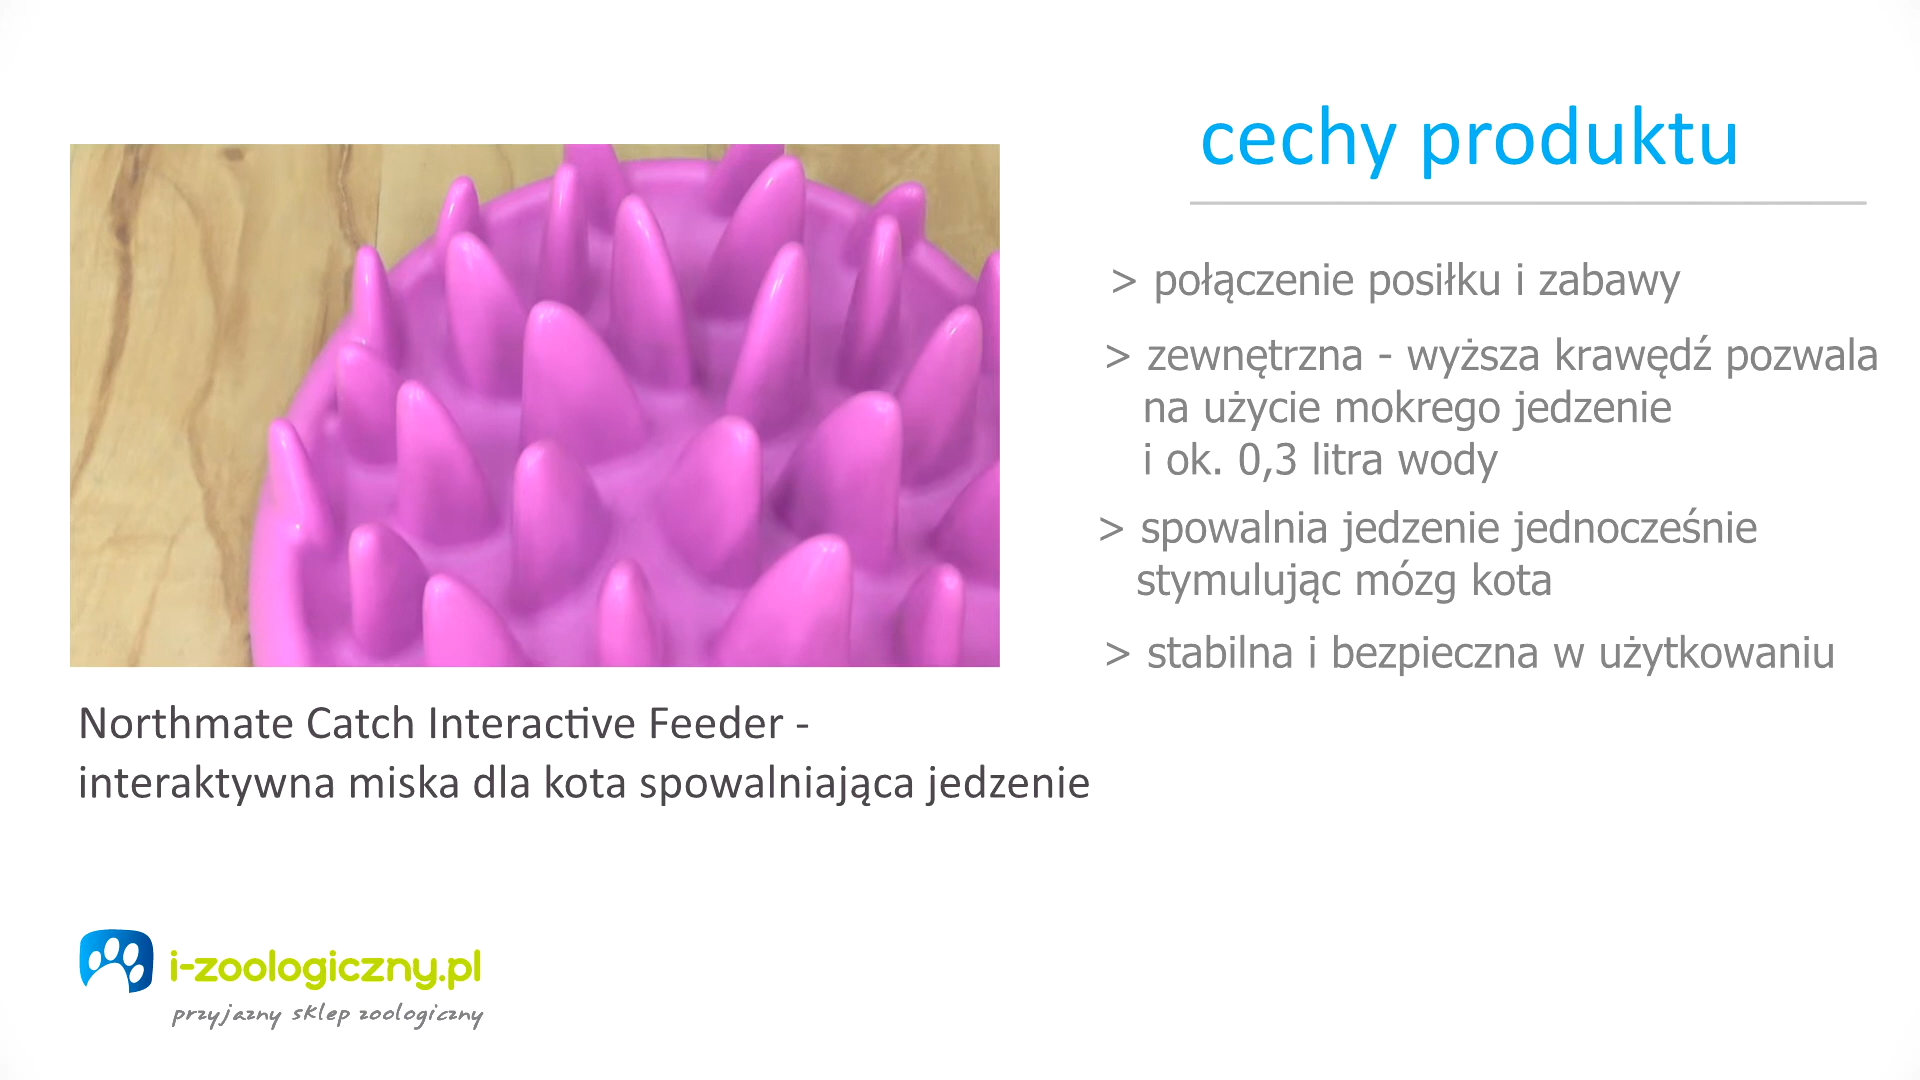 cechy produktu
> połączenie posiłku i zabawy
> zewnętrzna - wyższa krawędź pozwala
na użycie mokrego jedzenie
i ok. 0,3 litra wody
> spowalnia jedzenie jednocześnie
stymulując mózg kota
> stabilna i bezpieczna w użytkowaniu
Northmate Catch Interactive Feeder -
interaktywna miska dla kota spowalniająca jedzenie
i-zoologiczny.pl
przyjazny sklep zoologiczny